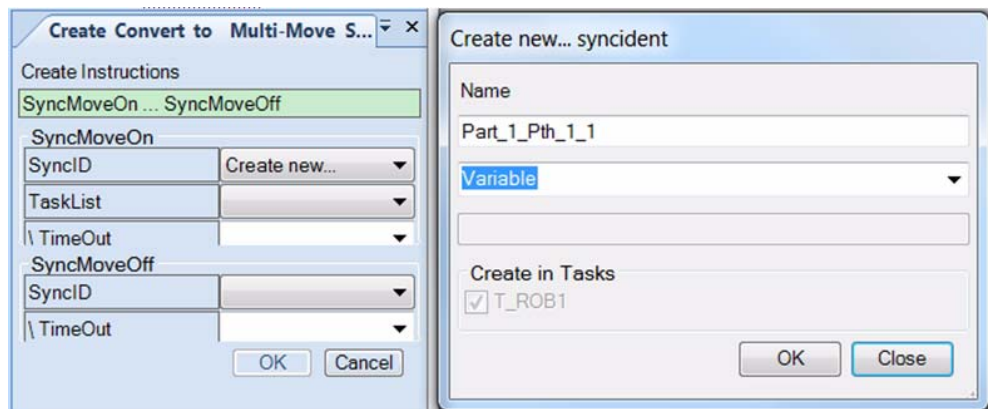 Create Convert to Multi-Move S...
Create Instructions
SyncMoveOn ... SyncMoveOff
SyncMoveOn
SyncID Create new...
TaskList
\ TimeOut
SyncMoveOff
SyncID
\ TimeOut
OK Cancel
Create new... syncident
Name
Part_1_Pth_1_1
Variable
Create in Tasks
T_ROB1
OK Close